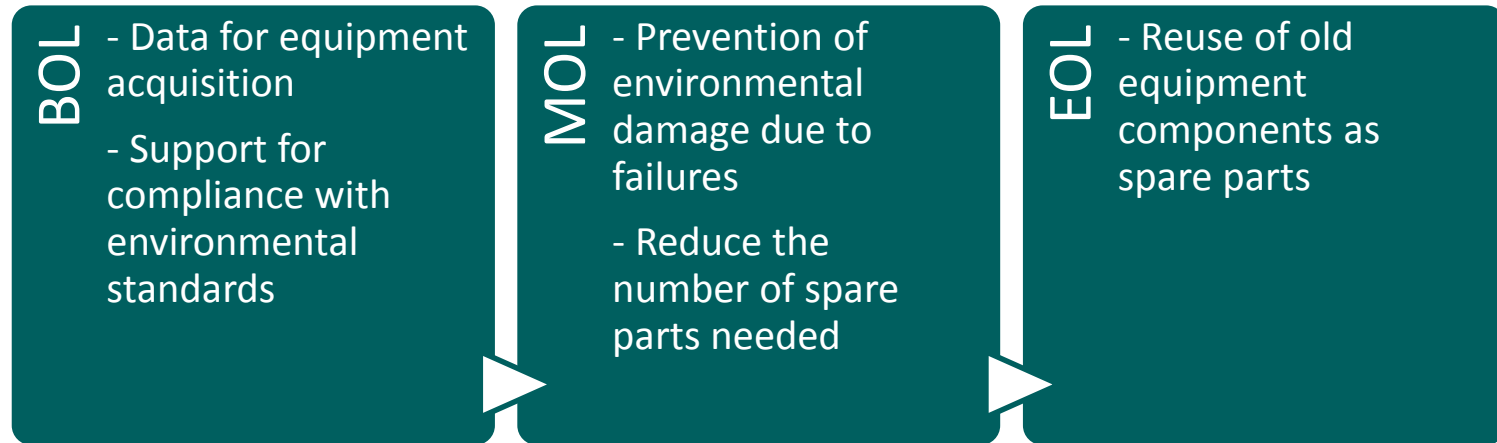 BOL
- Data for equipment
acquisition
- Support for
compliance with
environmental
standards
MOL
- Prevention of
environmental
damage due to
failures
- Reduce the
number of spare
parts needed
EOL
- Reuse of old
equipment
components as
spare parts